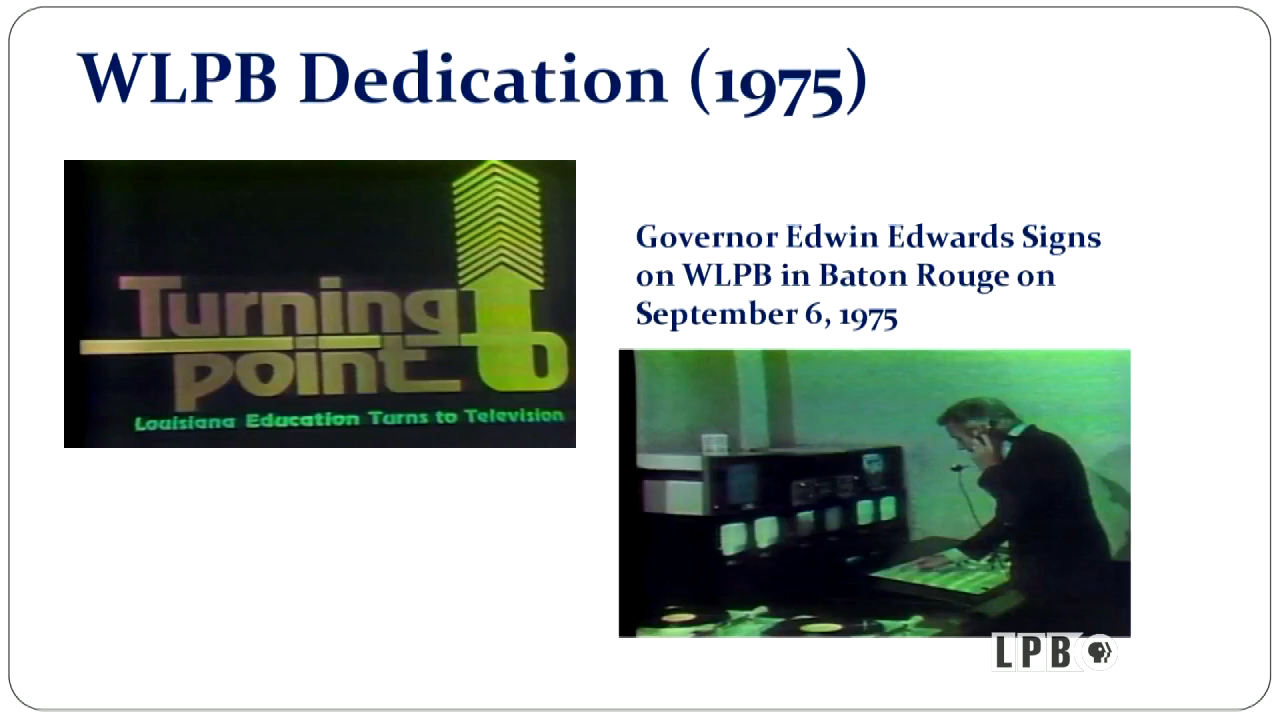 WLPB Dedication (1975)
Turning
point
Louisiana Education Turns to Television
Governor Edwin Edwards Signs
on WLPB in Baton Rouge on
September 6, 1975
LPB